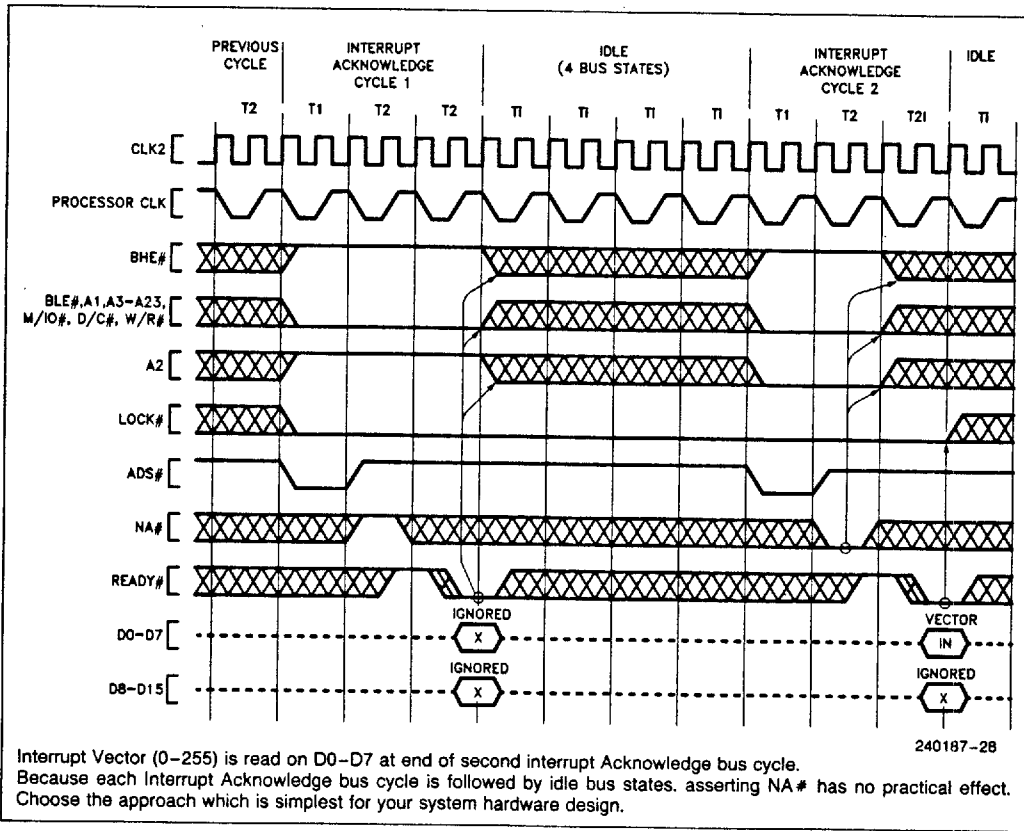 PREVIOUS
CYCLE
INTERRUPT
ACKNOWLEDGE
CYCLE 1
IDLE
(4 BUS STATES)
INTERRUPT
ACKNOWLEDGE
CYCLE 2
IDLE
T2 T1 T2 T2 TI TI TI TI T1 T2 T2I TI
CLK2
PROCESSOR CLK
BHE#
BLE#,A1,A3-A23,
M/IO#, D/C#, W/R#
A2
LOCK#
ADS#
NA#
READY#
IGNORED VECTOR
D0-D7 X IN
IGNORED IGNORED
D8-D15 X X
240187-28
Interrupt Vector (0-255) is read on D0-D7 at end of second interrupt Acknowledge bus cycle.
Because each Interrupt Acknowledge bus cycle is followed by idle bus states. asserting NA# has no practical effect.
Choose the approach which is simplest for your system hardware design.